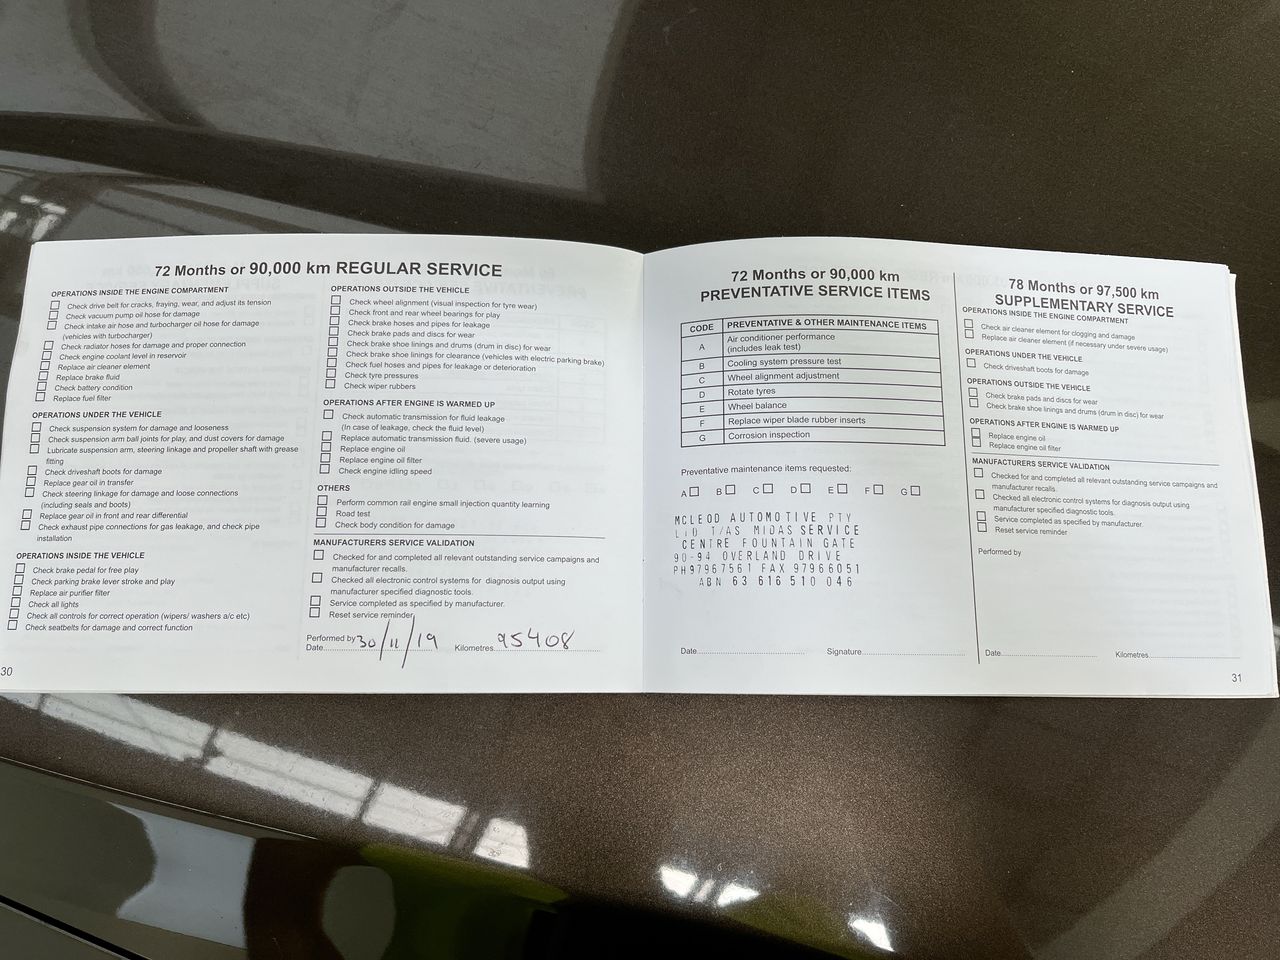 72 Months or 90,000 km REGULAR SERVICE
OPERATIONS INSIDE THE ENGINE COMPARTMENT
Check drive belt for cracks, fraying, wear, and adjust its tension
Check vacuum pump oil hose for damage
Check intake air hose and turbocharger oil hose for damage
(vehicles with turbocharger)
Check radiator hoses for damage and proper connection
Check engine coolant level in reservoir
Replace air cleaner element
Replace brake fluid
Check battery condition
Replace fuel filter
OPERATIONS UNDER THE VEHICLE
Check suspension system for damage and looseness
Check suspension arm ball joints for play, and dust covers for damage
Lubricate suspension arm, steering linkage and propeller shaft with grease
fitting
Check driveshaft boots for damage
Replace gear oil in transfer
Check steering linkage for damage and loose connections
(including seals and boots)
Replace gear oil in front and rear differential
Check exhaust pipe connections for gas leakage, and check pipe
installation
OPERATIONS INSIDE THE VEHICLE
Check brake pedal for free play
Check parking brake lever stroke and play
Replace air purifier filter
Check all lights
Check all controls for correct operation (wipers/ washers a/c etc)
Check seatbelts for damage and correct function
30
OPERATIONS OUTSIDE THE VEHICLE
Check wheel alignment (visual inspection for tyre wear)
Check front and rear wheel bearings for play
Check brake hoses and pipes for leakage
Check brake pads and discs for wear
Check brake shoe linings and drums (drum in disc) for wear
Check brake shoe linings for clearance (vehicles with electric parking brake)
Check fuel hoses and pipes for leakage or deterioration
Check tyre pressures
Check wiper rubbers
OPERATIONS AFTER ENGINE IS WARMED UP
Check automatic transmission for fluid leakage
(In case of leakage, check the fluid level)
Replace automatic transmission fluid. (severe usage)
Replace engine oil
Replace engine oil filter
Check engine idling speed
OTHERS
Perform common rail engine small injection quantity learning
Road test
Check body condition for damage
MANUFACTURERS SERVICE VALIDATION
Checked for and completed all relevant outstanding service campaigns and
manufacturer recalls.
Checked all electronic control systems for diagnosis output using
manufacturer specified diagnostic tools.
Service completed as specified by manufacturer.
Reset service reminder
Performed by
Date 30/11/19 Kilometres 95408
72 Months or 90,000 km
PREVENTATIVE SERVICE ITEMS
CODE PREVENTATIVE & OTHER MAINTENANCE ITEMS
A Air conditioner performance
(includes leak test)
B Cooling system pressure test
C Wheel alignment adjustment
D Rotate tyres
E Wheel balance
F Replace wiper blade rubber inserts
G Corrosion inspection
Preventative maintenance items requested:
A B C D E F G
MCLEOD AUTOMOTIVE PTY
LTD T/AS MIDAS SERVICE
CENTRE FOUNTAIN GATE
90-94 OVERLAND DRIVE
PH97967561 FAX 97966051
ABN 63 616 510 046
Date Signature
78 Months or 97,500 km
SUPPLEMENTARY SERVICE
OPERATIONS INSIDE THE ENGINE COMPARTMENT
Check air cleaner element for clogging and damage
Replace air cleaner element (if necessary under severe usage)
OPERATIONS UNDER THE VEHICLE
Check driveshaft boots for damage
OPERATIONS OUTSIDE THE VEHICLE
Check brake pads and discs for wear
Check brake shoe linings and drums (drum in disc) for wear
OPERATIONS AFTER ENGINE IS WARMED UP
Replace engine oil
Replace engine oil filter
MANUFACTURERS SERVICE VALIDATION
Checked for and completed all relevant outstanding service campaigns and
manufacturer recalls.
Checked all electronic control systems for diagnosis output using
manufacturer specified diagnostic tools.
Service completed as specified by manufacturer.
Reset service reminder
Performed by
Date Kilometres
31